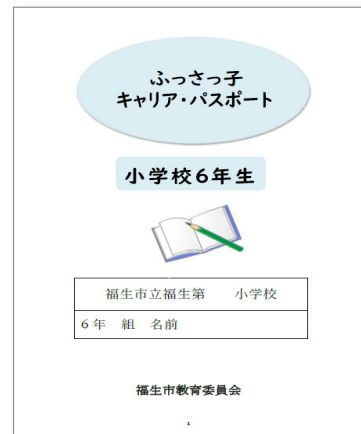 ふっさっ子
キャリア・パスポート
小学校6年生
福生市立福生第　　小学校
6年　組　名前
福生市教育委員会
1